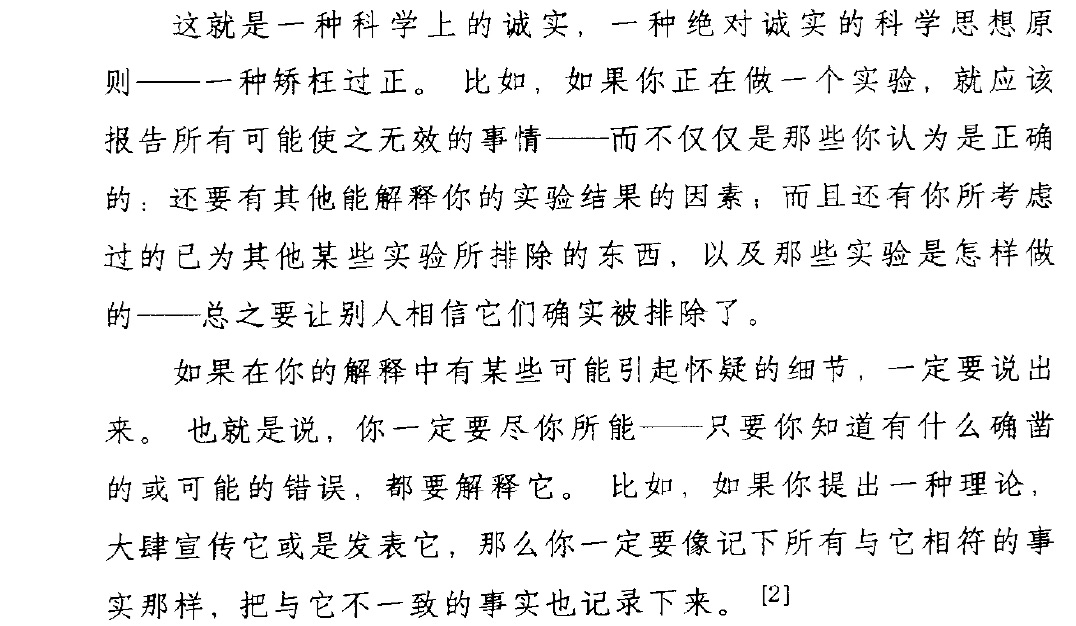 这就是一种科学上的诚实，一种绝对诚实的科学思想原
则——一种矫枉过正。比如，如果你正在做一个实验，就应该
报告所有可能使之无效的事情——而不仅仅是那些你认为是正确
的；还要有其他能解释你的实验结果的因素；而且还有你所考虑
过的已为其他某些实验所排除的东西，以及那些实验是怎样做
的——总之要让别人相信它们确实被排除了。
如果在你的解释中有某些可能引起怀疑的细节，一定要说出
来。也就是说，你一定要尽你所能——只要你知道有什么确凿
的或可能的错误，都要解释它。比如，如果你提出一种理论，
大肆宣传它或是发表它，那么你一定要像记下所有与它相符的事
实那样，把与它不一致的事实也记录下来。[2]